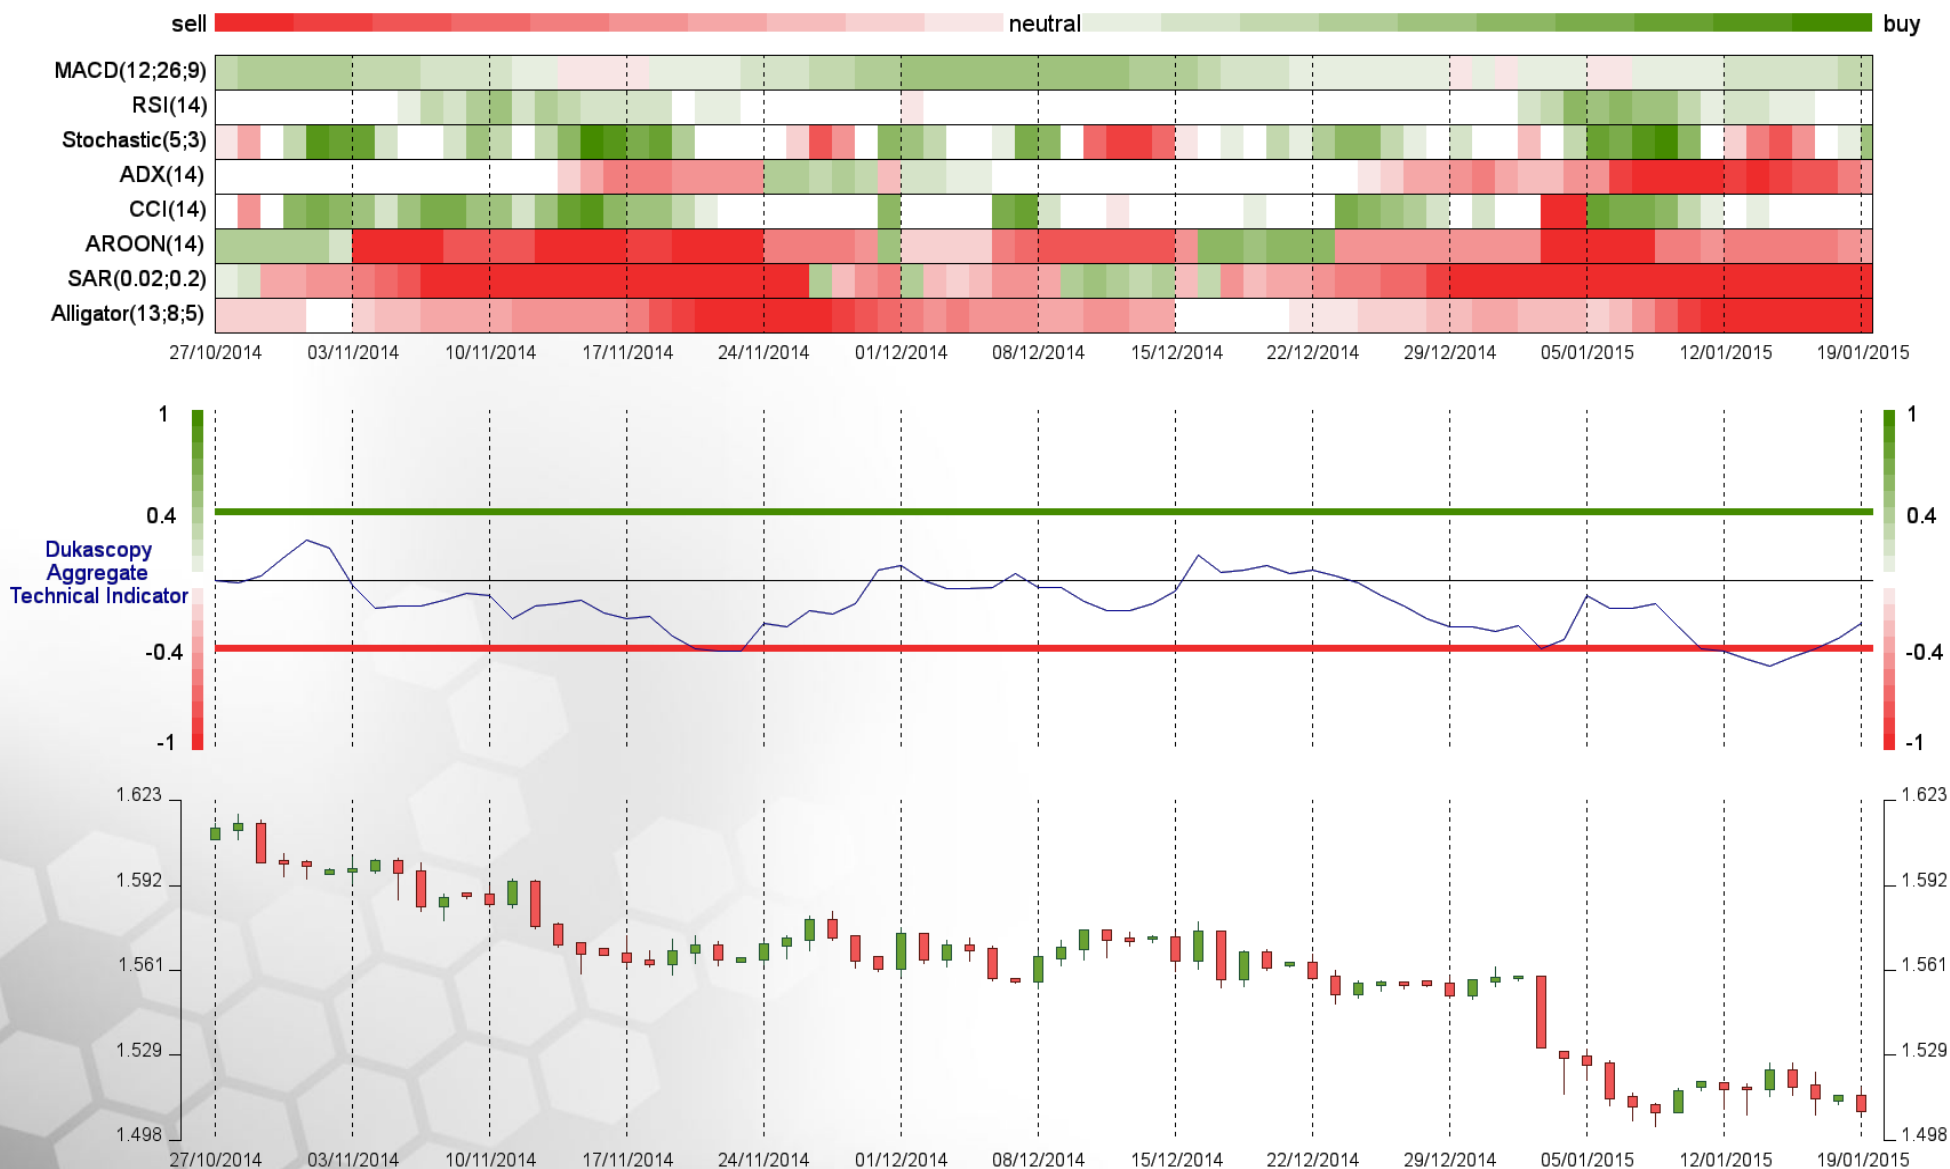 sell neutral buy
MACD(12;26;9)
RSI(14)
Stochastic(5;3)
ADX(14)
CCI(14)
AROON(14)
SAR(0.02;0.2)
Alligator(13;8;5)
27/10/2014 03/11/2014 10/11/2014 17/11/2014 24/11/2014 01/12/2014 08/12/2014 15/12/2014 22/12/2014 29/12/2014 05/01/2015 12/01/2015 19/01/2015
1 1
0.4 0.4
Dukascopy
Aggregate
Technical Indicator
-0.4 -0.4
-1 -1
1.623 1.623
1.592 1.592
1.561 1.561
1.529 1.529
1.498 1.498
27/10/2014 03/11/2014 10/11/2014 17/11/2014 24/11/2014 01/12/2014 08/12/2014 15/12/2014 22/12/2014 29/12/2014 05/01/2015 12/01/2015 19/01/2015